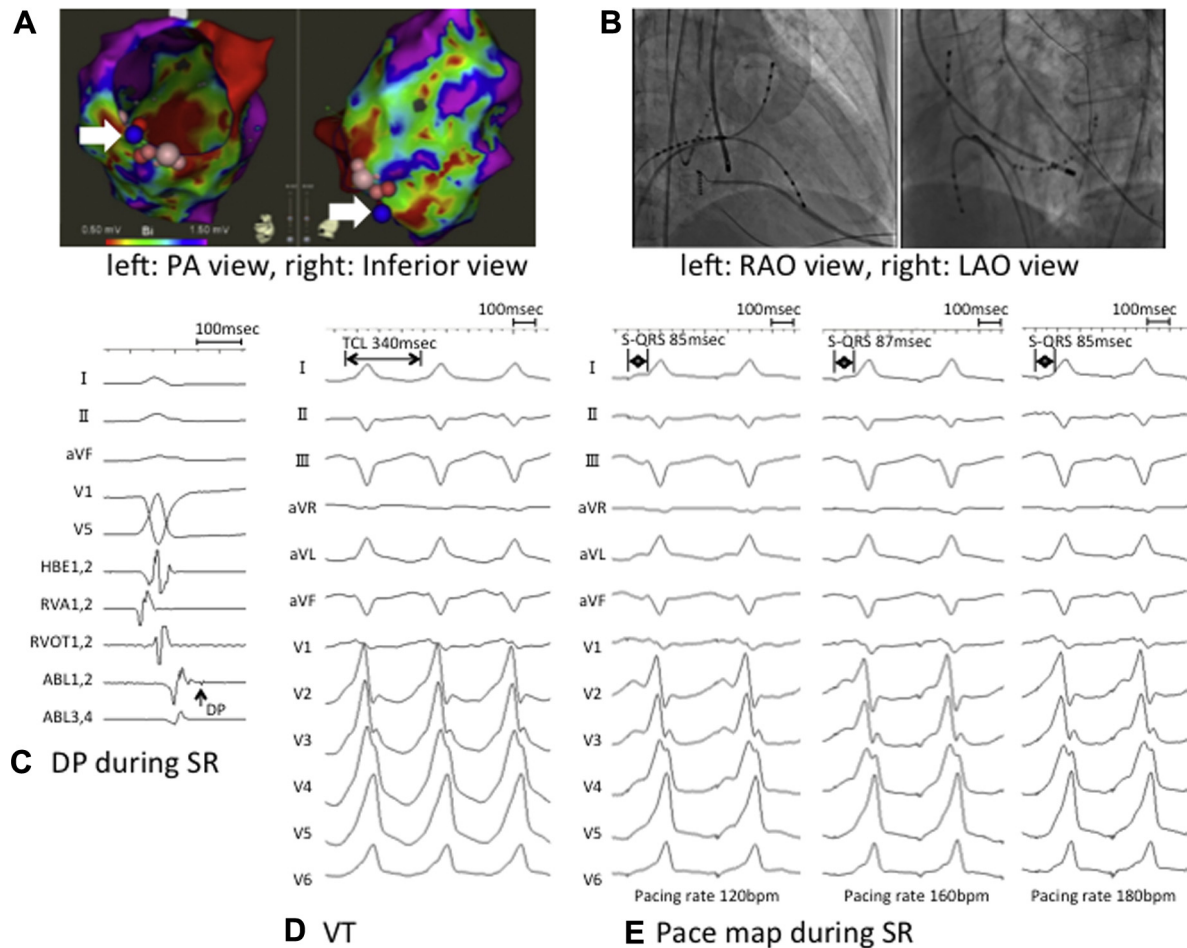 A
B
0.50 mV Bi 1.50 mV
left: PA view, right: Inferior view
left: RAO view, right: LAO view
100msec
I
II
aVF
V1
V5
HBE1,2
RVA1,2
RVOT1,2
ABL1,2
DP
ABL3,4
C DP during SR
100msec
TCL 340msec
I
II
III
aVR
aVL
aVF
V1
V2
V3
V4
V5
V6
D VT
100msec 100msec 100msec
S-QRS 85msec S-QRS 87msec S-QRS 85msec
I
II
III
aVR
aVL
aVF
V1
V2
V3
V4
V5
V6
Pacing rate 120bpm Pacing rate 160bpm Pacing rate 180bpm
E Pace map during SR